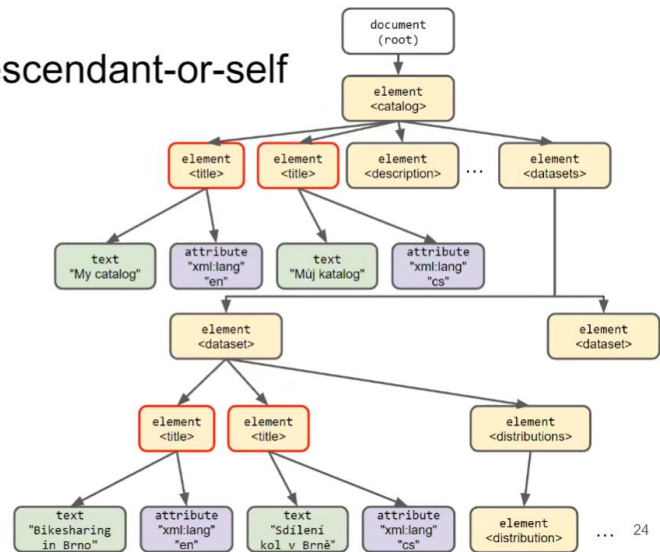 escendant-or-self
document
(root)
element
<catalog>
element
<title>
element
<title>
element
<description>
...
element
<datasets>
text
"My catalog"
attribute
"xml:lang"
"en"
text
"Můj katalog"
attribute
"xml:lang"
"cs"
element
<dataset>
element
<dataset>
element
<title>
element
<title>
element
<distributions>
text
"Bikesharing
in Brno"
attribute
"xml:lang"
"en"
text
"Sdílení
kol v Brně"
attribute
"xml:lang"
"cs"
element
<distribution>
...
24